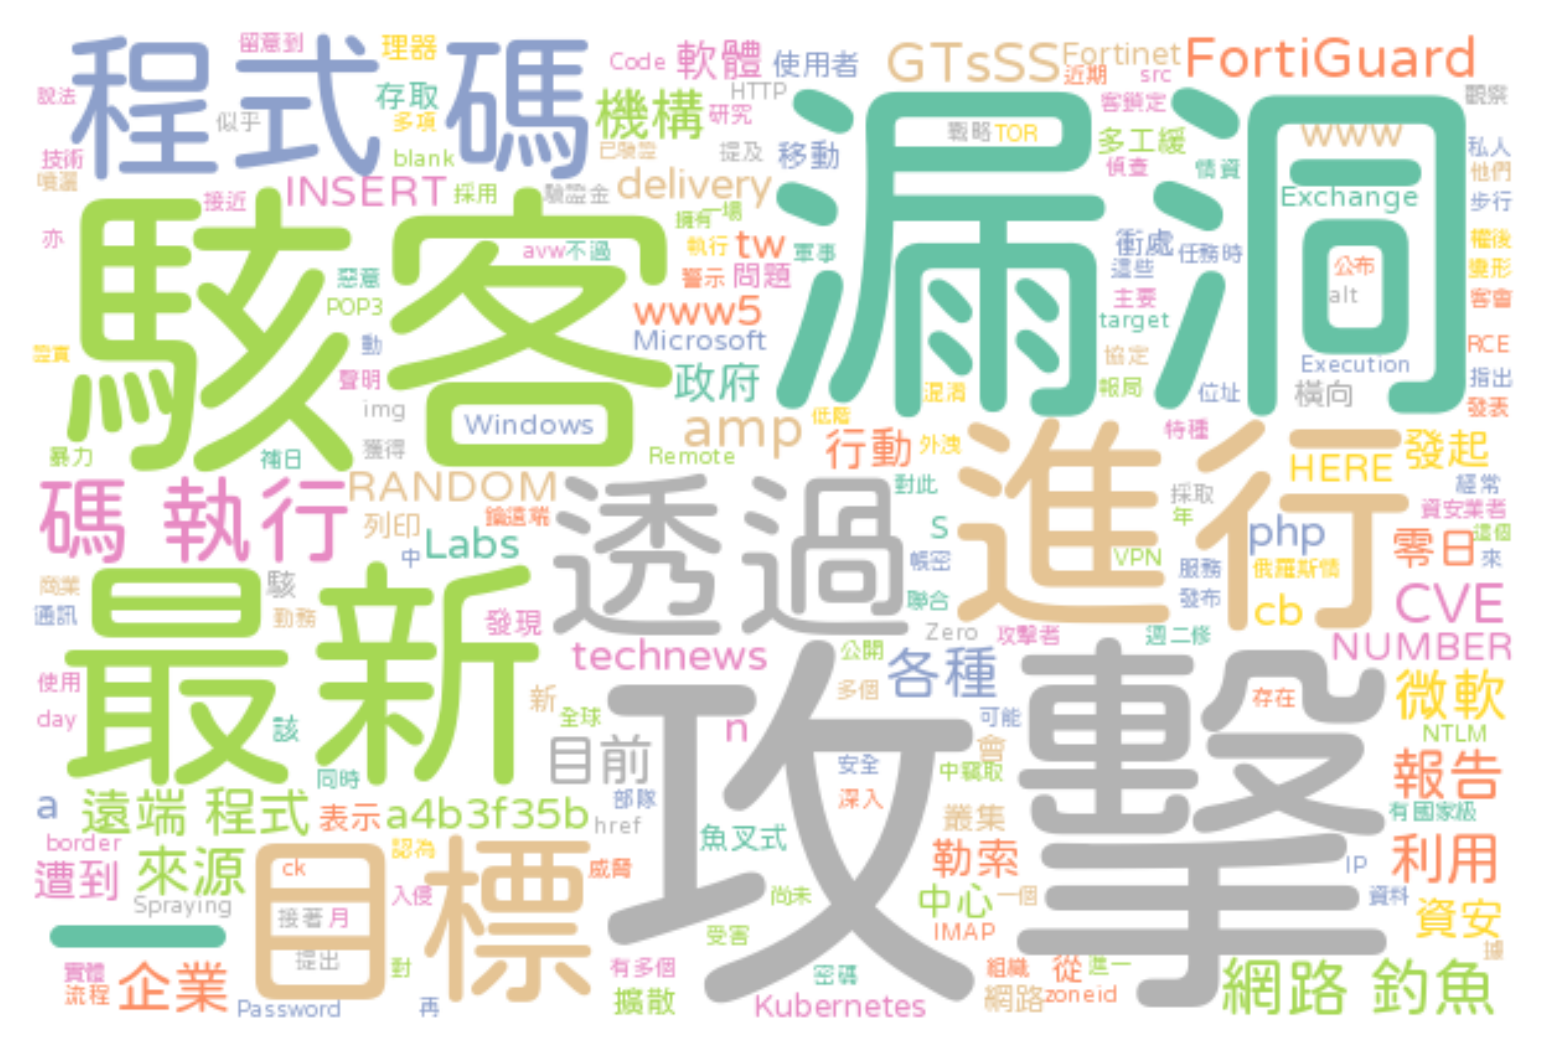 程式碼
留意到
理器
Code
軟體
使用者
GTsSS
Fortinet
FortiGuard
說法
似乎
存取
多項
機構
HTTP
研究
近期
src
客鎖定
觀察
漏洞
戰略
TOR
多工緩
www
私人
技術
噴灑
blank
已驗證
提及
移動
偵查
情資
他們
接近
INSERT
採用
驗證金
delivery
Exchange
步行
亦
駭客
avw
不過
擁有
一場
執行
tw
軍事
衝處
任務時
權後
惡意
警示
問題
這些
公布
變形
POP3
www5
主要
alt
客會
證實
動
Microsoft
target
RCE
聲明
政府
協定
Execution
指出
img
Windows
amp
低階
混淆
報局
位址
橫向
發表
暴力
補日
獲得
Remote
行動
外洩
特種
HERE
發起
碼 執行
RANDOM
透過
對此
進行
採取
年
經常
資安業者
列印
鑰遠端
中
Labs
S
帳密
VPN
php
零日
這個
來
商業
駭
服務
俄羅斯情
通訊
勤務
發現
聯合
發布
cb
CVE
最新
Zero
攻擊者
週二修
NUMBER
technews
公開
各種
使用
新
多個
攻擊
存在
微軟
day
該
全球
n
可能
NTLM
同時
目前
安全
會
中竊取
報告
a
遠端 程式
表示
a4b3f35b
部隊
href
深入
叢集
有國家級
border
認為
魚叉式
勒索
利用
遭到
來源
ck
目標
威脅
IP
Spraying
入侵
尚未
中心
一個
資料
接著
月
受害
IMAP
資安
一
提出
對
有多個
密碼
組織
從
進一
據
實體
流程
企業
Password
再
擴散
Kubernetes
網路
zoneid
網路 釣魚